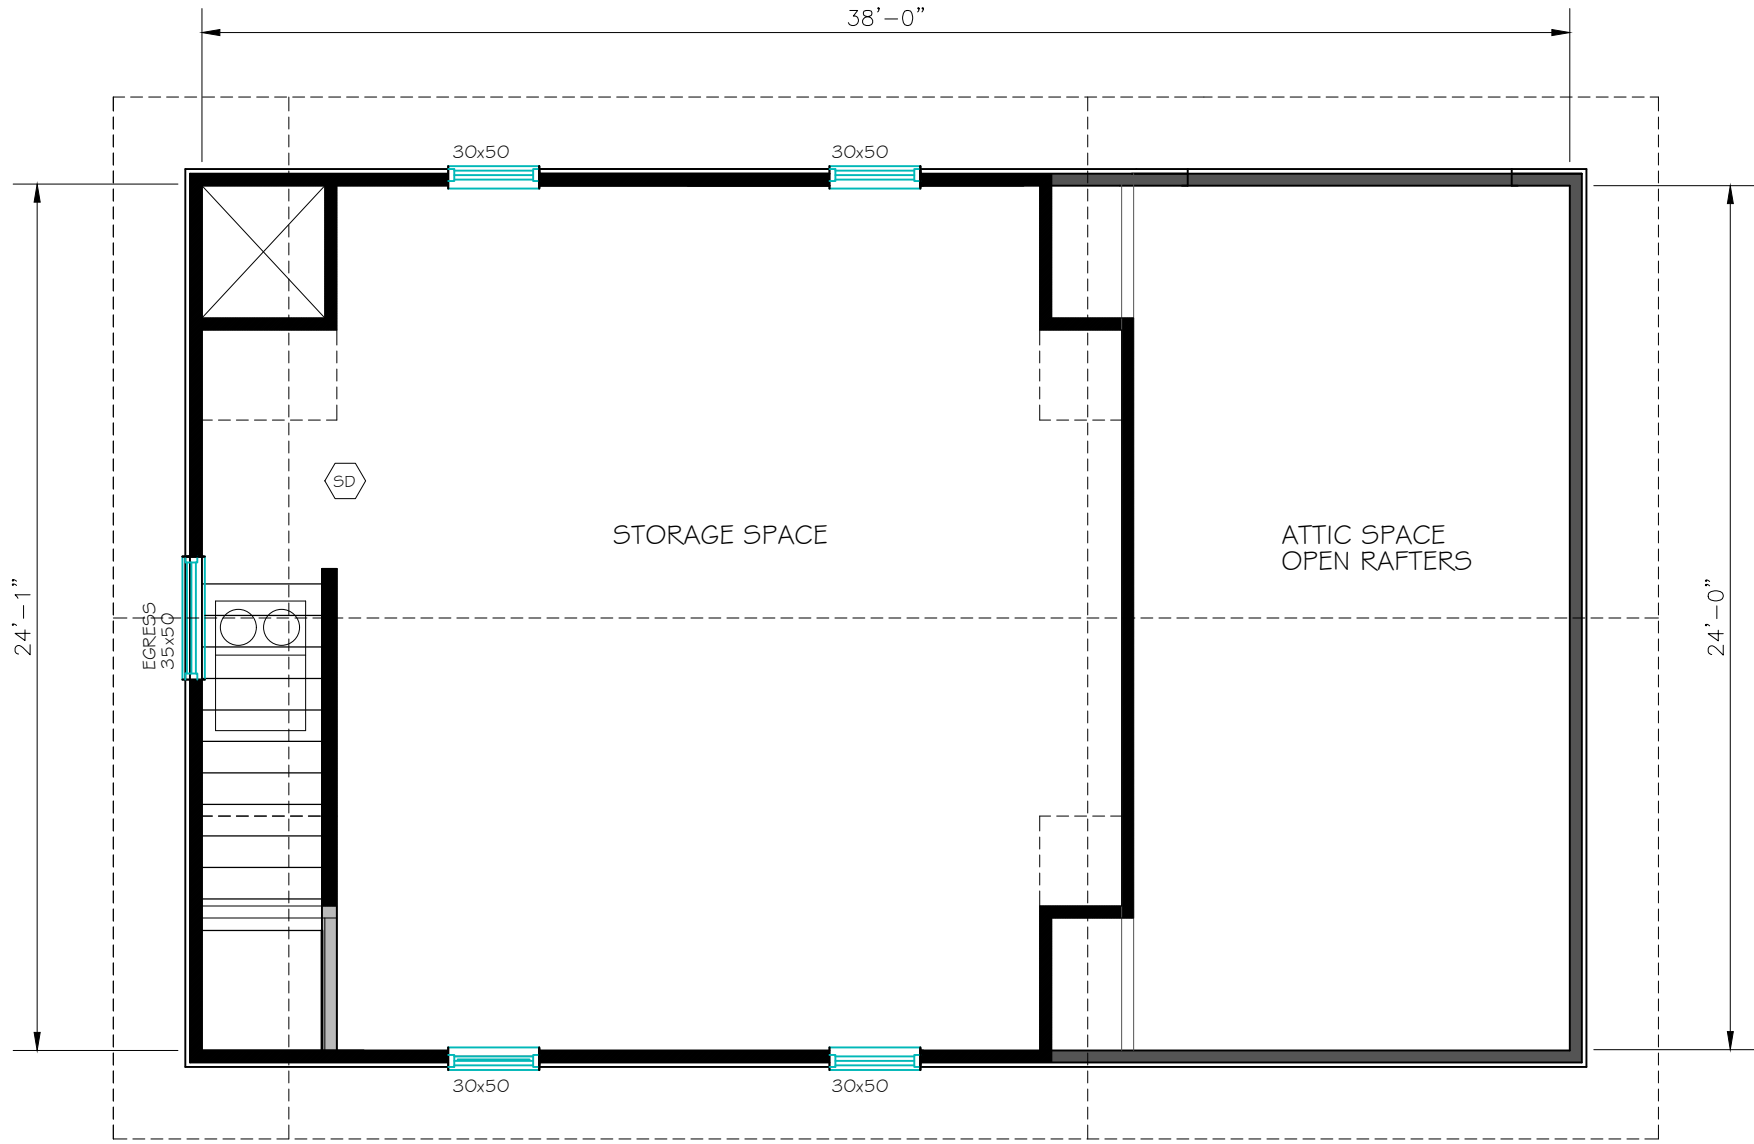 38'-0"
30x50
30x50
SD
STORAGE SPACE
ATTIC SPACE
OPEN RAFTERS
24'-1"
EGRESS
35x50
24'-0"
30x50
30x50